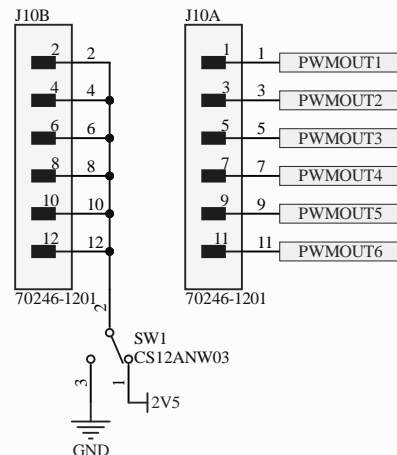 J10B
J10A
2 2
1 1 PWMOUT1
4 4
3 3 PWMOUT2
6 6
5 5 PWMOUT3
8 8
7 7 PWMOUT4
10 10
9 9 PWMOUT5
12 12
11 11 PWMOUT6
70246-1201
70246-1201
2
SW1
CS12ANW03
3
1
2V5
GND